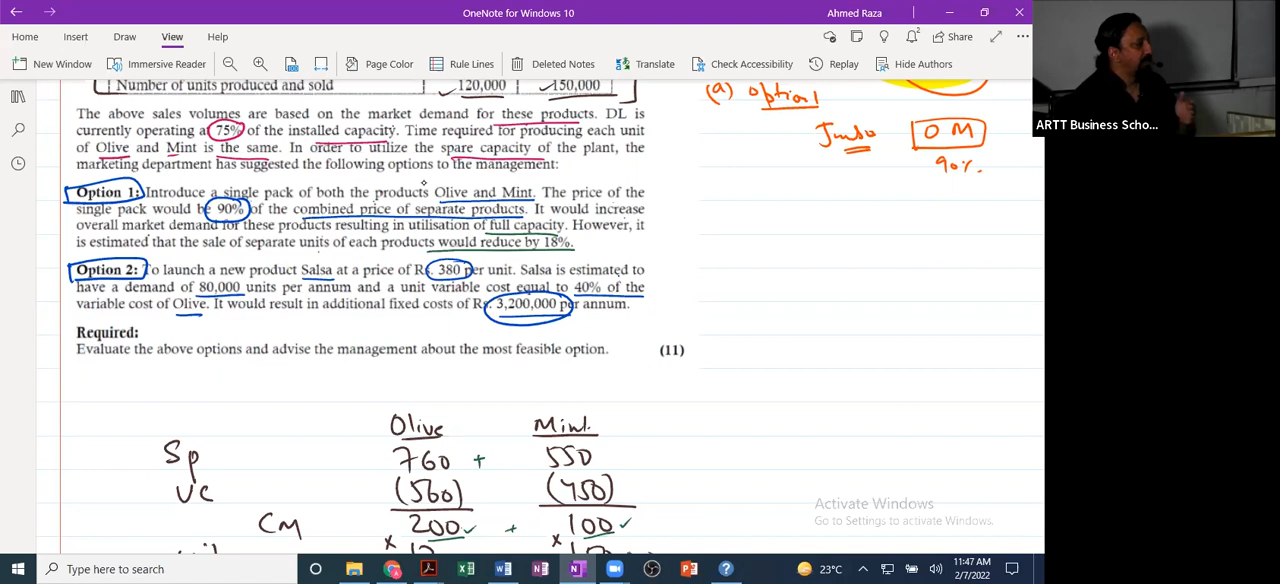 OneNote for Windows 10
Ahmed Raza
Home Insert Draw View Help
Share
New Window Immersive Reader Page Color Rule Lines Deleted Notes Translate Check Accessibility Replay Hide Authors
Number of units produced and sold 120,000 150,000
The above sales volumes are based on the market demand for these products. DL is
currently operating at 75% of the installed capacity. Time required for producing each unit
of Olive and Mint is the same. In order to utilize the spare capacity of the plant, the
marketing department has suggested the following options to the management:
Option 1: Introduce a single pack of both the products Olive and Mint. The price of the
single pack would be 90% of the combined price of separate products. It would increase
overall market demand for these products resulting in utilisation of full capacity. However, it
is estimated that the sale of separate units of each products would reduce by 18%.
Option 2: To launch a new product Salsa at a price of Rs. 380 per unit. Salsa is estimated to
have a demand of 80,000 units per annum and a unit variable cost equal to 40% of the
variable cost of Olive. It would result in additional fixed costs of Rs. 3,200,000 per annum.
Required:
Evaluate the above options and advise the management about the most feasible option. (11)
(a) Option 1
Jumbo O M
90%
Olive Mint
Sp 760 + 550
VC (560) (450)
CM 200 ✓ + 100 ✓
× ×
ARTT Business Scho...
Activate Windows
Go to Settings to activate Windows.
Type here to search
23°C
11:47 AM
2/7/2022